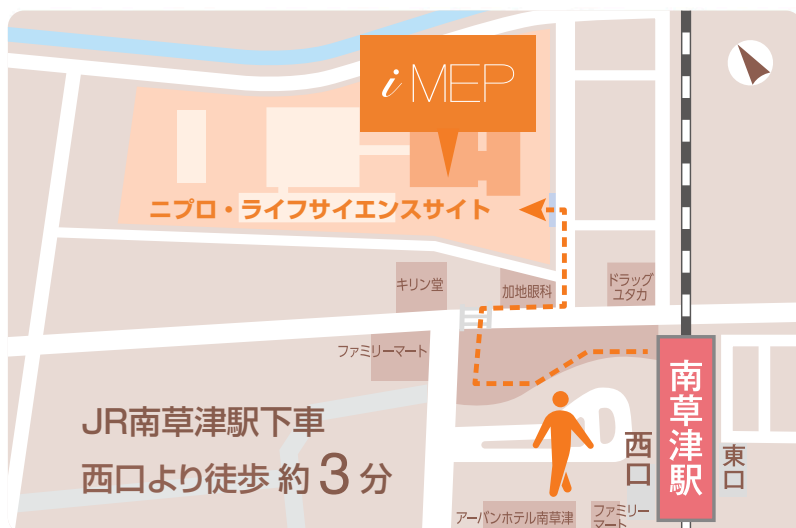 i MEP
ニプロ・ライフサイエンスサイト
キリン堂
加地眼科
ドラッグ
ユタカ
ファミリーマート
JR南草津駅下車
西口より徒歩 約 3 分
西口
南草津駅
東口
アーバンホテル南草津
ファミリー
マート